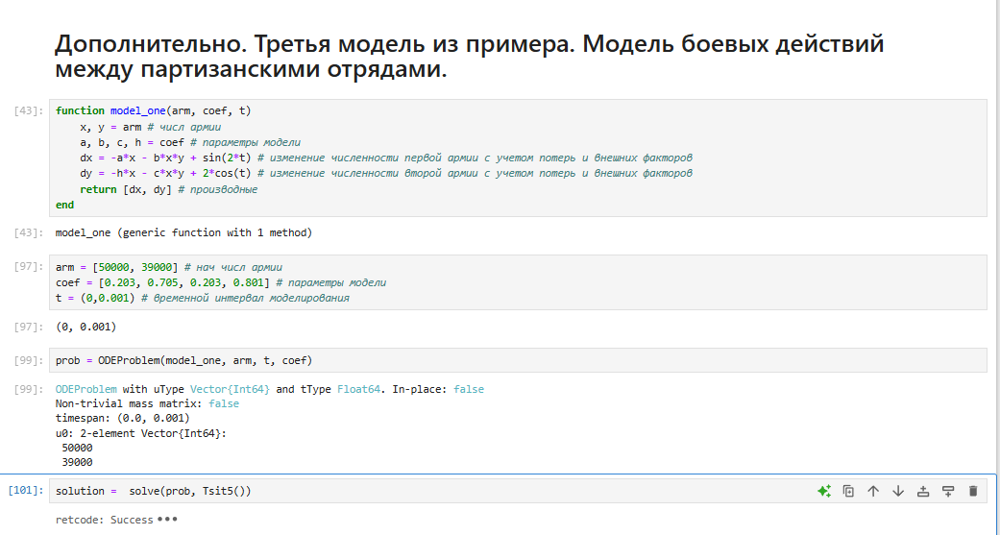 Дополнительно. Третья модель из примера. Модель боевых действий
между партизанскими отрядами.
[43]: function model_one(arm, coef, t)
x, y = arm # числ армии
a, b, c, h = coef # параметры модели
dx = -a*x - b*x*y + sin(2*t) # изменение численности первой армии с учетом потерь и внешних факторов
dy = -h*x - c*x*y + 2*cos(t) # изменение численности второй армии с учетом потерь и внешних факторов
return [dx, dy] # производные
end
[43]: model_one (generic function with 1 method)
[97]: arm = [50000, 39000] # нач числ армии
coef = [0.203, 0.705, 0.203, 0.801] # параметры модели
t = (0,0.001) # временной интервал моделирования
[97]: (0, 0.001)
[99]: prob = ODEProblem(model_one, arm, t, coef)
[99]: ODEProblem with uType Vector{Int64} and tType Float64. In-place: false
Non-trivial mass matrix: false
timespan: (0.0, 0.001)
u0: 2-element Vector{Int64}:
50000
39000
[101]: solution = solve(prob, Tsit5())
retcode: Success •••